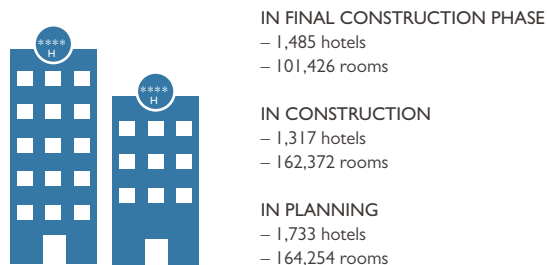 ****
H
****
H
IN FINAL CONSTRUCTION PHASE
– 1,485 hotels
– 101,426 rooms
IN CONSTRUCTION
– 1,317 hotels
– 162,372 rooms
IN PLANNING
– 1,733 hotels
– 164,254 rooms